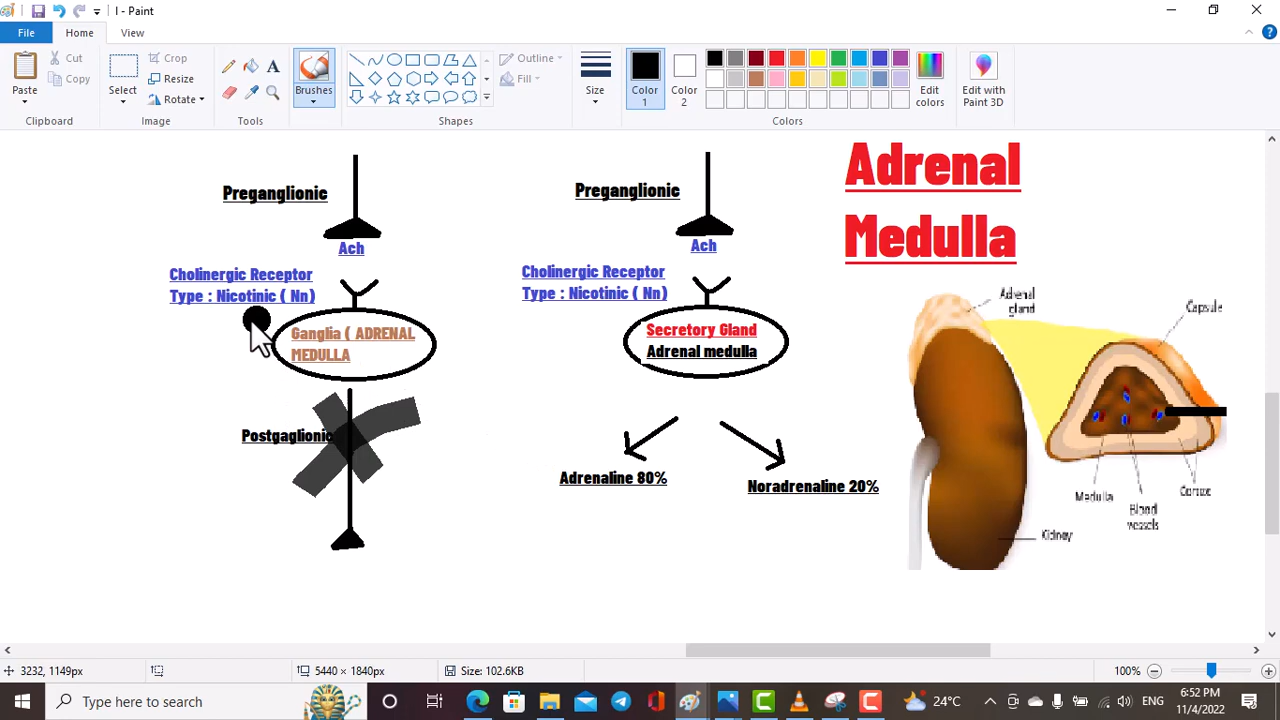 I - Paint
File
Home
View
Paste
Cut
Copy
Clipboard
Select
Crop
Resize
Rotate
Image
Tools
Brushes
Shapes
Outline
Fill
Size
Color
1
Color
2
Edit
colors
Edit with
Paint 3D
Colors
Preganglionic
Ach
Cholinergic Receptor
Type : Nicotinic ( Nn)
Ganglia ( ADRENAL
MEDULLA
Postgaglionic
Preganglionic
Ach
Cholinergic Receptor
Type : Nicotinic ( Nn)
Secretory Gland
Adrenal medulla
Adrenaline 80%
Noradrenaline 20%
Adrenal
Medulla
Adrenal
gland
Capsule
Medulla
Blood
vessels
Cortex
Kidney
3232, 1149px
5440 × 1840px
Size: 102.6KB
100%
Type here to search
24°C
ENG
6:52 PM
11/4/2022